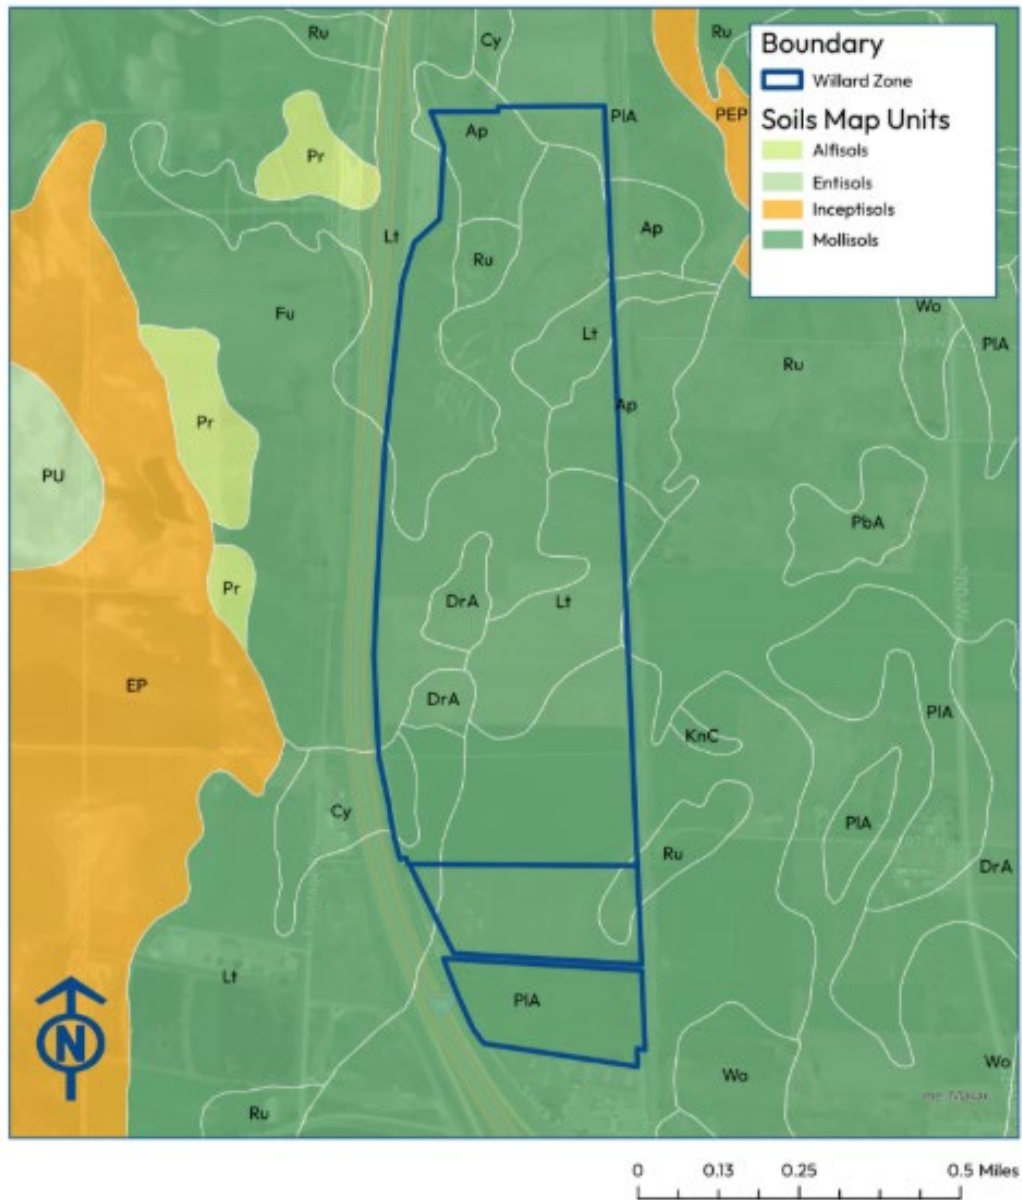 Ru
Cy
Ru
Boundary
Willard Zone
Soils Map Units
Alfisols
Entisols
Inceptisols
Mollisols
PlA
PEP
Ap
Pr
Lt
Ap
Ru
Fu
Wo
Lt
PlA
Ru
Ap
Pr
PU
PbA
Pr
DrA
Lt
EP
DrA
PlA
KnC
Cy
PlA
Ru
DrA
Lt
PlA
N
Wo
Wo
Ru
0 0.13 0.25 0.5 Miles